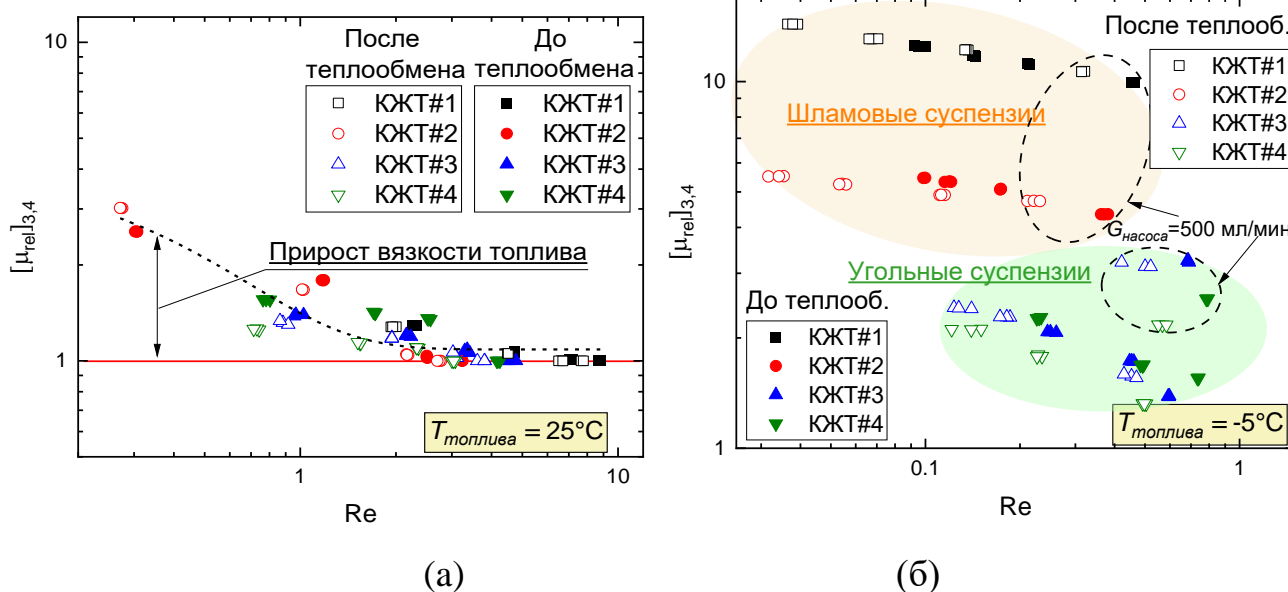 [μrel]3,4
10
1
После
теплообмена
До
теплообмена
КЖТ#1
КЖТ#2
КЖТ#3
КЖТ#4
КЖТ#1
КЖТ#2
КЖТ#3
КЖТ#4
Прирост вязкости топлива
Tтоплива = 25°C
1
10
Re
(а)
[μrel]3,4
10
1
После теплооб.
КЖТ#1
КЖТ#2
КЖТ#3
КЖТ#4
Шламовые суспензии
Gнасоса=500 мл/мин
Угольные суспензии
До теплооб.
КЖТ#1
КЖТ#2
КЖТ#3
КЖТ#4
Tтоплива = -5°C
0.1
1
Re
(б)